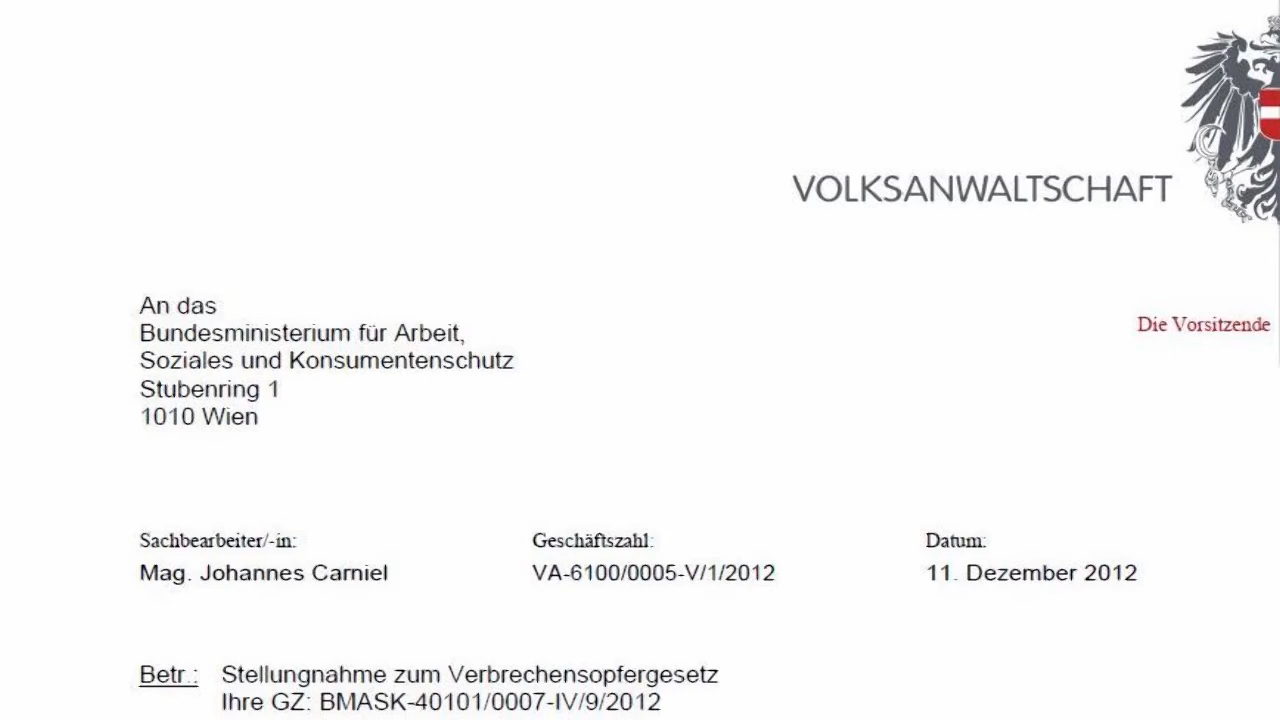 VOLKSANWALTSCHAFT
An das
Bundesministerium für Arbeit,
Soziales und Konsumentenschutz
Stubenring 1
1010 Wien
Die Vorsitzende
Sachbearbeiter/-in: Geschäftszahl: Datum:
Mag. Johannes Carniel VA-6100/0005-V/1/2012 11. Dezember 2012
Betr.: Stellungnahme zum Verbrechensopfergesetz
Ihre GZ: BMASK-40101/0007-IV/9/2012